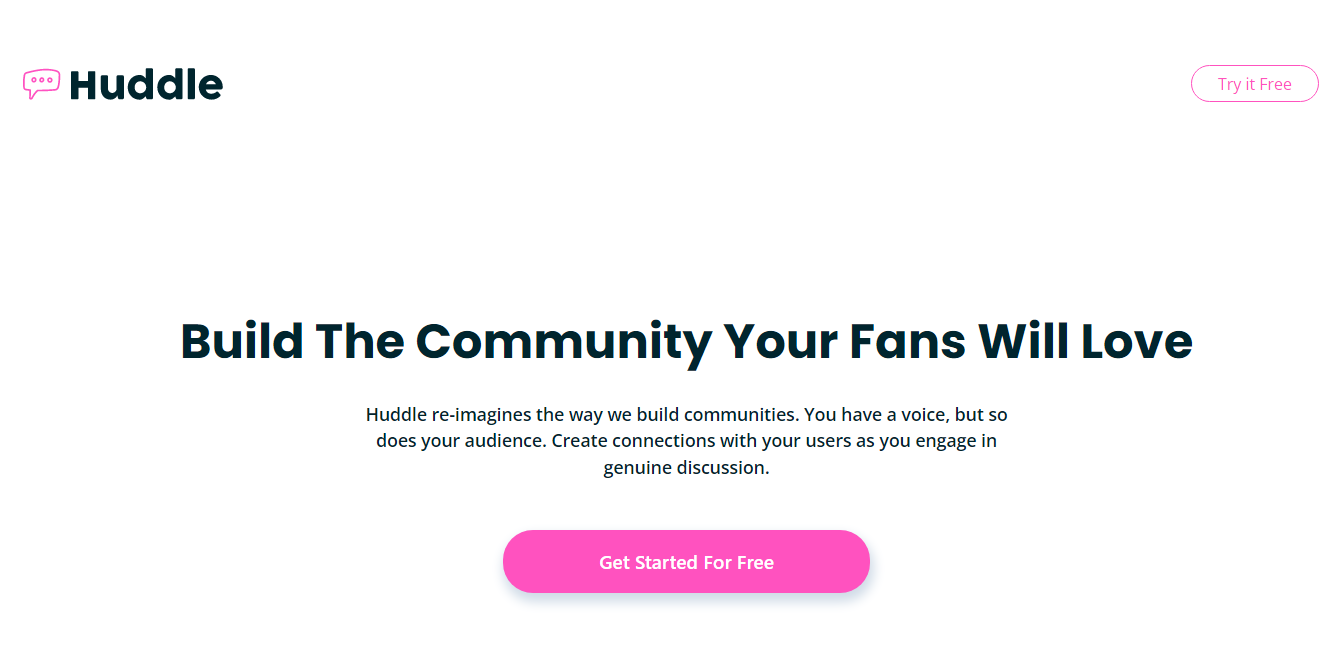 Huddle
Try it Free
Build The Community Your Fans Will Love
Huddle re-imagines the way we build communities. You have a voice, but so
does your audience. Create connections with your users as you engage in
genuine discussion.
Get Started For Free